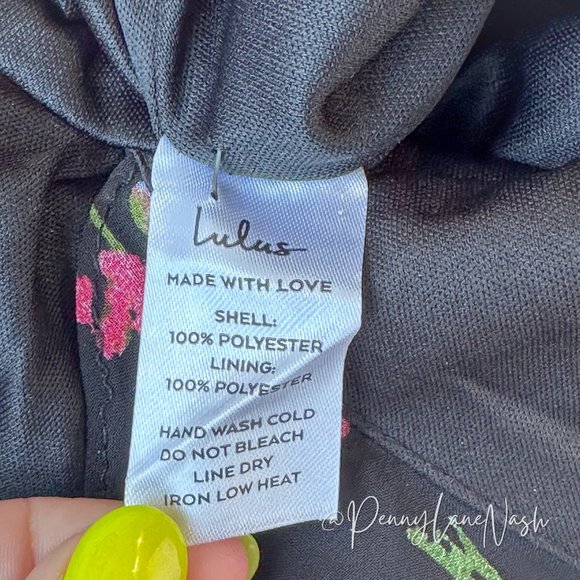 Lulus
MADE WITH LOVE
SHELL:
100% POLYESTER
LINING:
100% POLYESTER
HAND WASH COLD
DO NOT BLEACH
LINE DRY
IRON LOW HEAT
@PennyLaneNash